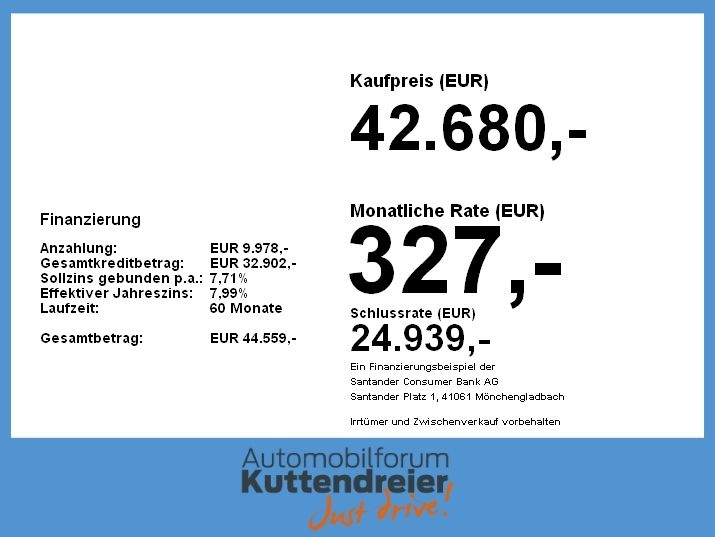 Kaufpreis (EUR)
42.680,-
Finanzierung
Anzahlung: EUR 9.978,-
Gesamtkreditbetrag: EUR 32.902,-
Sollzins gebunden p.a.: 7,71%
Effektiver Jahreszins: 7,99%
Laufzeit: 60 Monate
Gesamtbetrag: EUR 44.559,-
Monatliche Rate (EUR)
327,-
Schlussrate (EUR)
24.939,-
Ein Finanzierungsbeispiel der
Santander Consumer Bank AG
Santander Platz 1, 41061 Mönchengladbach
Irrtümer und Zwischenverkauf vorbehalten
Automobilforum
Kuttendreier
Just drive!